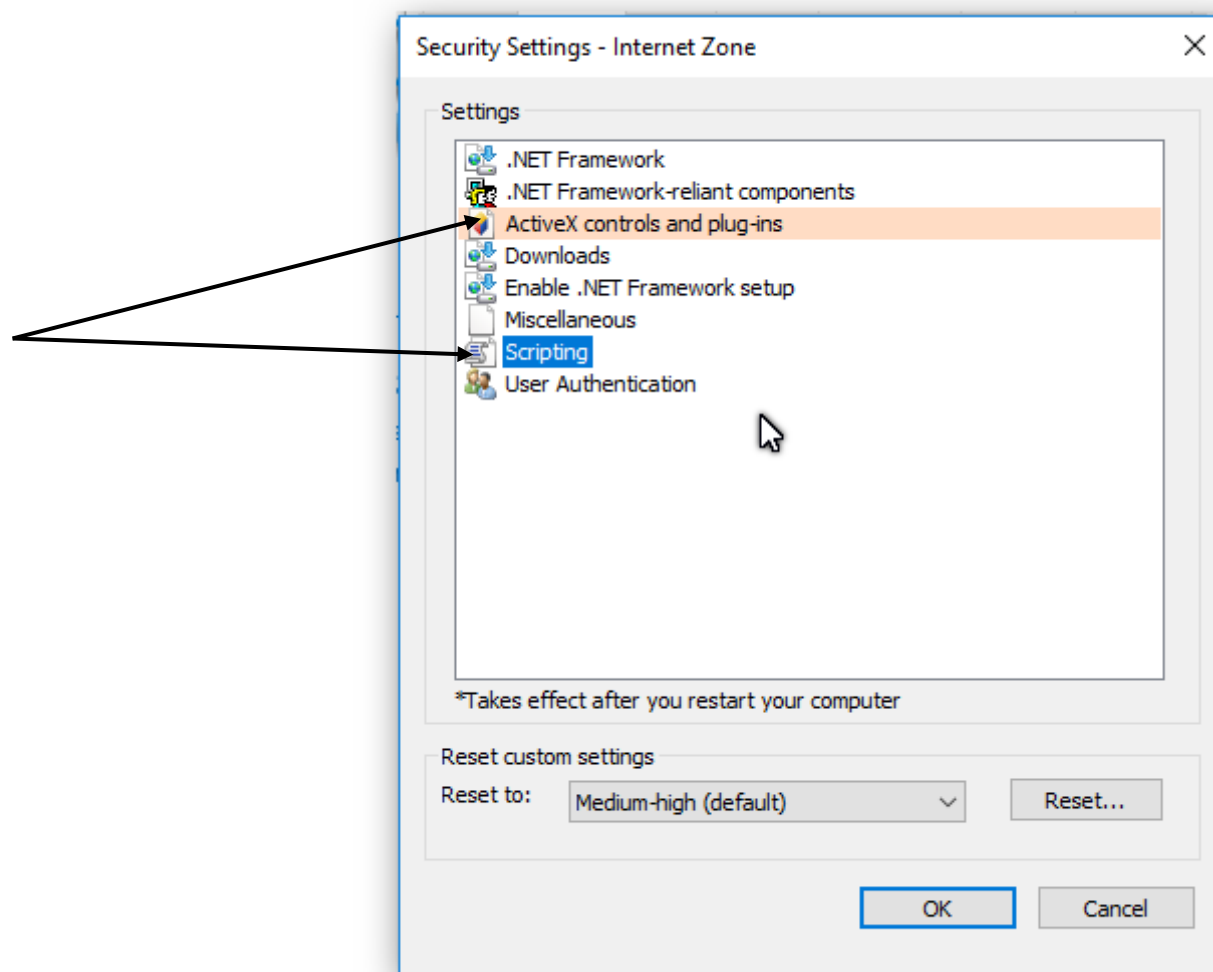 Security Settings - Internet Zone
Settings
.NET Framework
.NET Framework-reliant components
ActiveX controls and plug-ins
Downloads
Enable .NET Framework setup
Miscellaneous
Scripting
User Authentication
*Takes effect after you restart your computer
Reset custom settings
Reset to: Medium-high (default) Reset...
OK Cancel